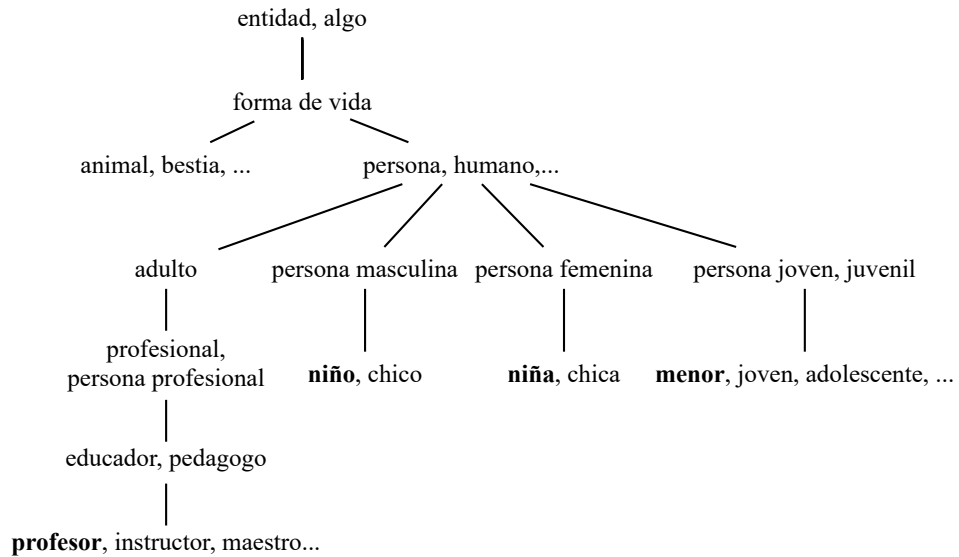 entidad, algo
forma de vida
animal, bestia, ...
persona, humano,...
adulto
persona masculina
persona femenina
persona joven, juvenil
profesional,
persona profesional
niño, chico
niña, chica
menor, joven, adolescente, ...
educador, pedagogo
profesor, instructor, maestro...